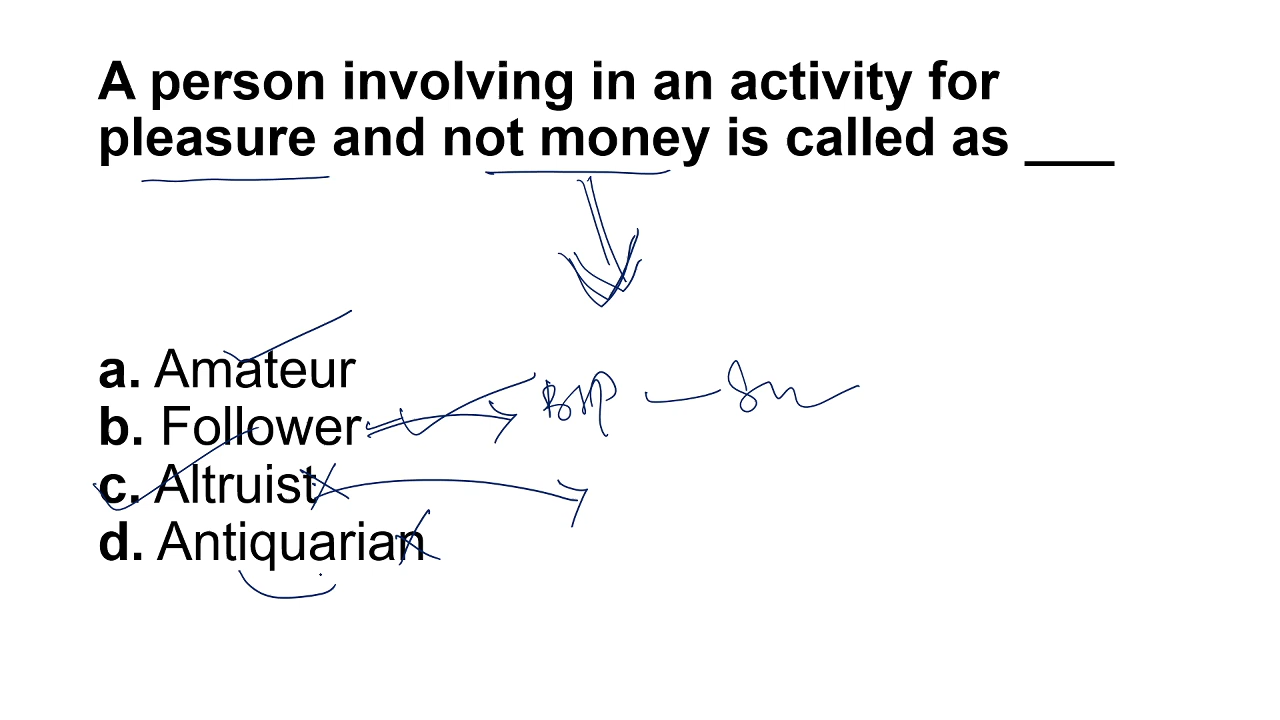 A person involving in an activity for
pleasure and not money is called as ___
a. Amateur
b. Follower
c. Altruist
d. Antiquarian